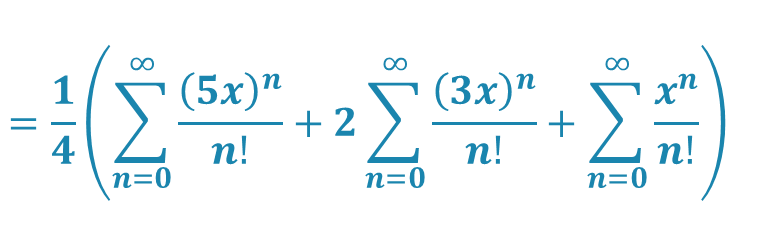 = 1/4 ( ∑_{n=0}^{∞} (5x)^n / n! + 2 ∑_{n=0}^{∞} (3x)^n / n! + ∑_{n=0}^{∞} x^n / n! )